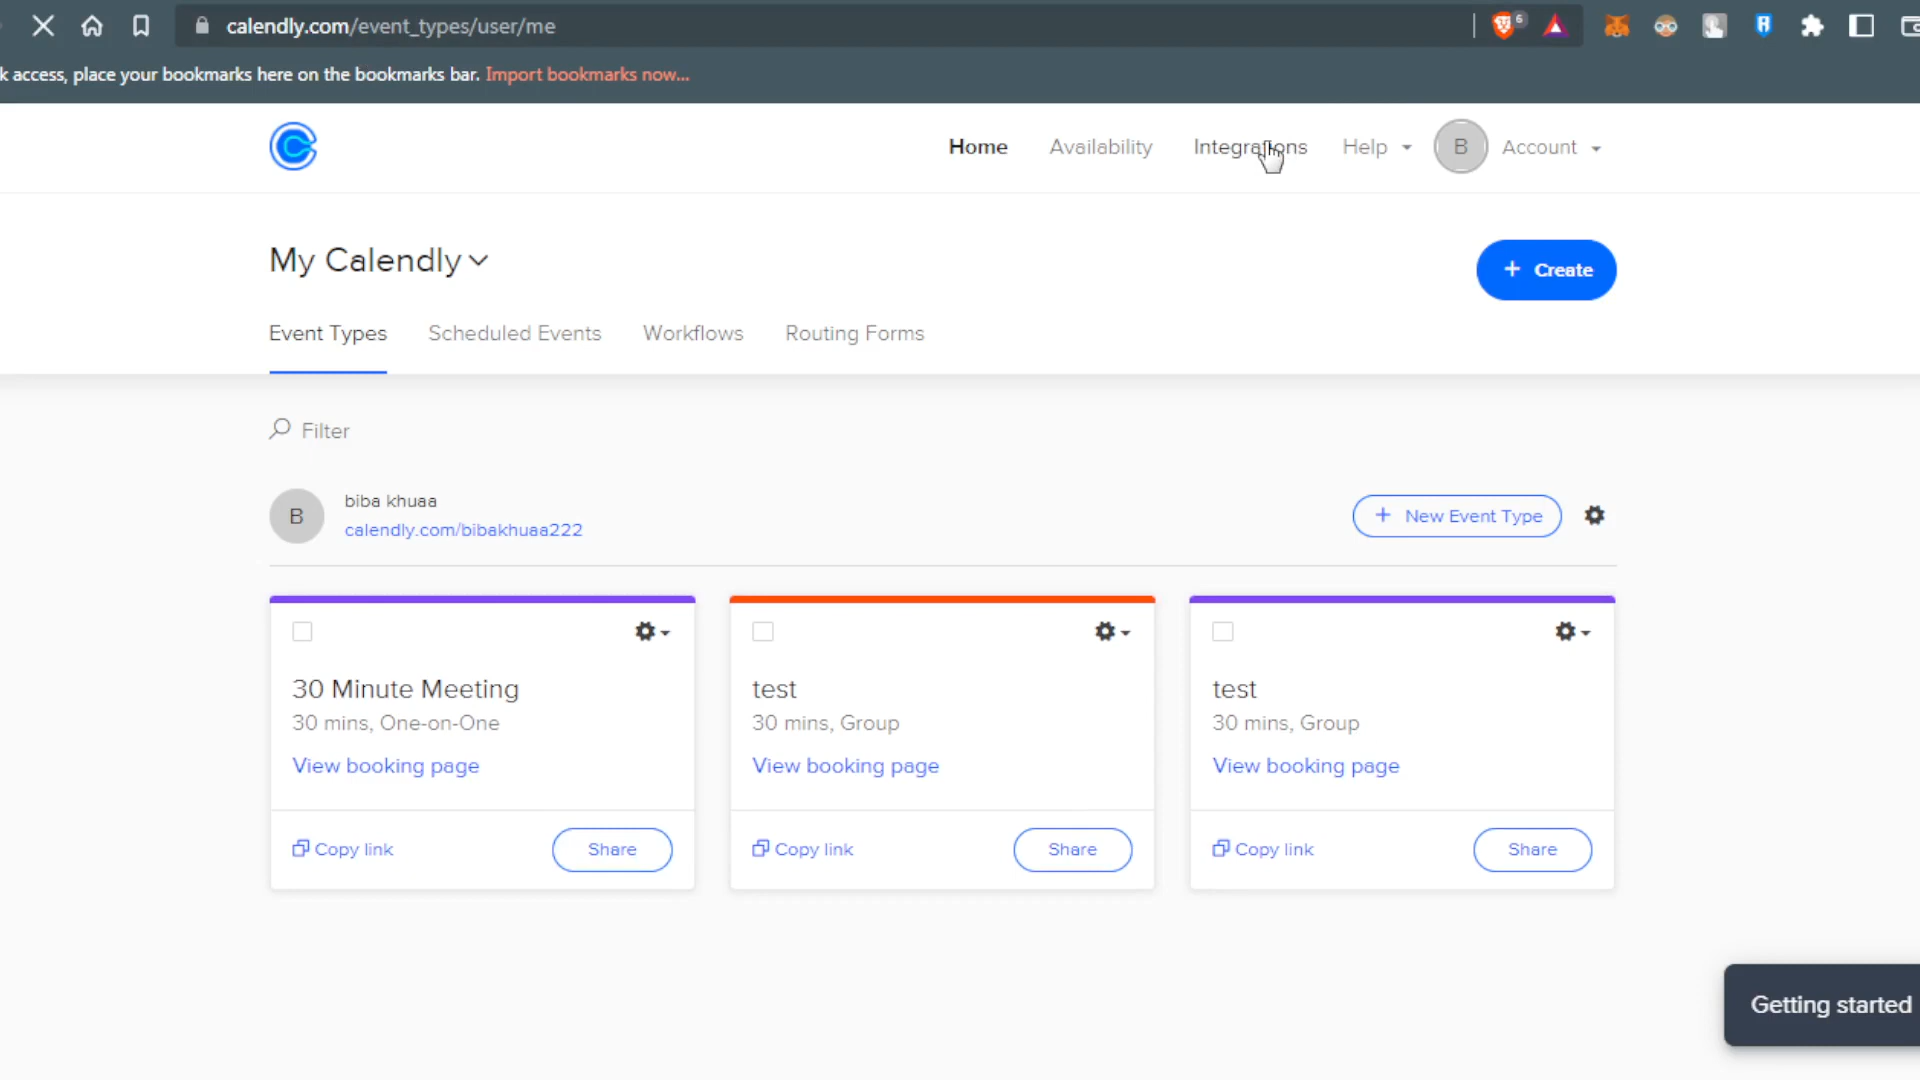 calendly.com/event_types/user/me
6
k access, place your bookmarks here on the bookmarks bar. Import bookmarks now...
Home Availability Integrations Help B Account
My Calendly
+ Create
Event Types Scheduled Events Workflows Routing Forms
Filter
B
biba khuaa
calendly.com/bibakhuaa222
+ New Event Type
30 Minute Meeting
30 mins, One-on-One
View booking page
Copy link Share
test
30 mins, Group
View booking page
Copy link Share
test
30 mins, Group
View booking page
Copy link Share
Getting started